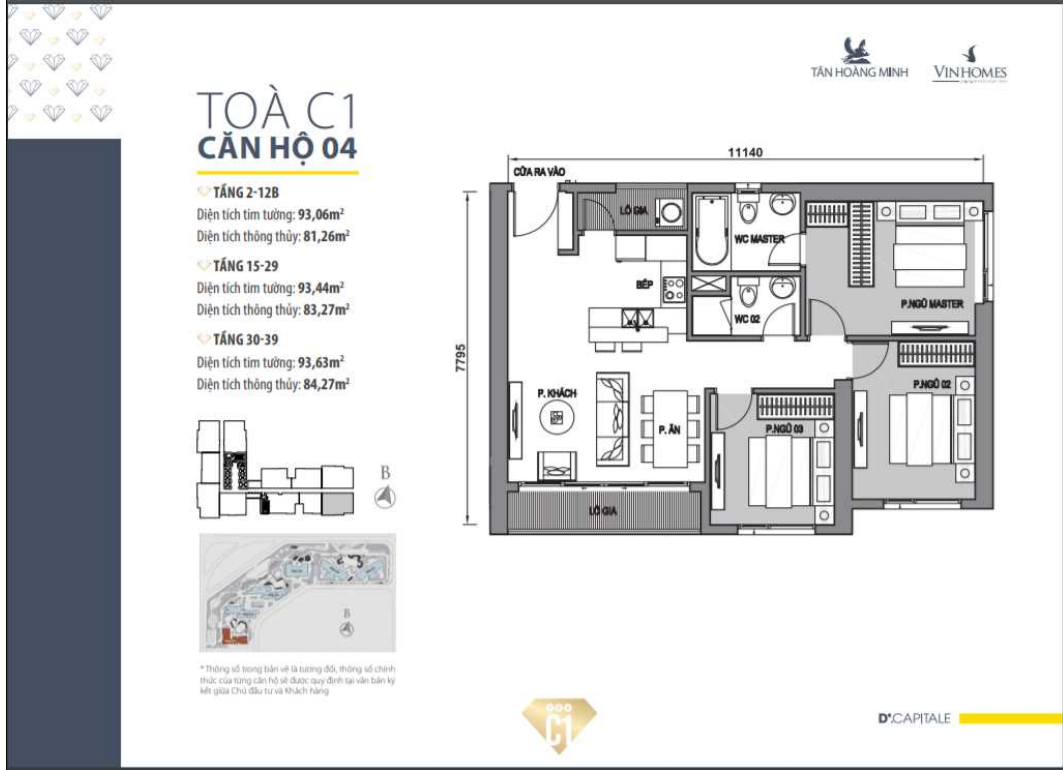 TÂN HOÀNG MINH
VINHOMES
TOÀ C1
CĂN HỘ 04
TẦNG 2-12B
Diện tích tim tường: 93,06m²
Diện tích thông thủy: 81,26m²
TẦNG 15-29
Diện tích tim tường: 93,44m²
Diện tích thông thủy: 83,27m²
TẦNG 30-39
Diện tích tim tường: 93,63m²
Diện tích thông thủy: 84,27m²
B
B
* Thông số trong bản vẽ là tương đối, thông số chính
thức của từng căn hộ sẽ được quy định tại văn bản ký
kết giữa Chủ đầu tư và Khách hàng
11140
7795
CỬA RA VÀO
LÔ GIA
WC MASTER
BẾP
WC 02
P.NGỦ MASTER
P. KHÁCH
P. ĂN
P.NGỦ 03
P.NGỦ 02
LÔ GIA
C1
D'.CAPITALE